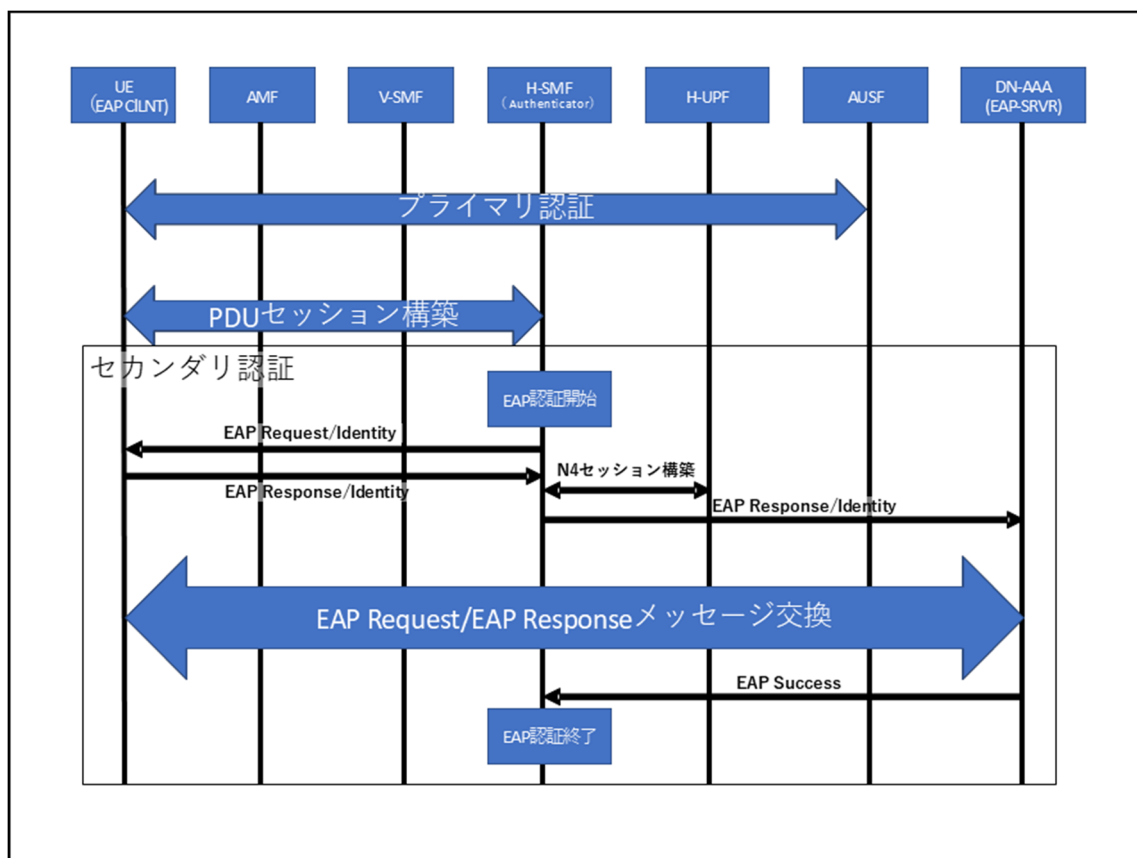 UE
（EAP ClLNT)
AMF
V-SMF
H-SMF
（Authenticator）
H-UPF
AUSF
DN-AAA
(EAP-SRVR)
プライマリ認証
PDUセッション構築
セカンダリ認証
EAP認証開始
EAP Request/Identity
N4セッション構築
EAP Response/Identity
EAP Response/Identity
EAP Request/EAP Responseメッセージ交換
EAP Success
EAP認証終了